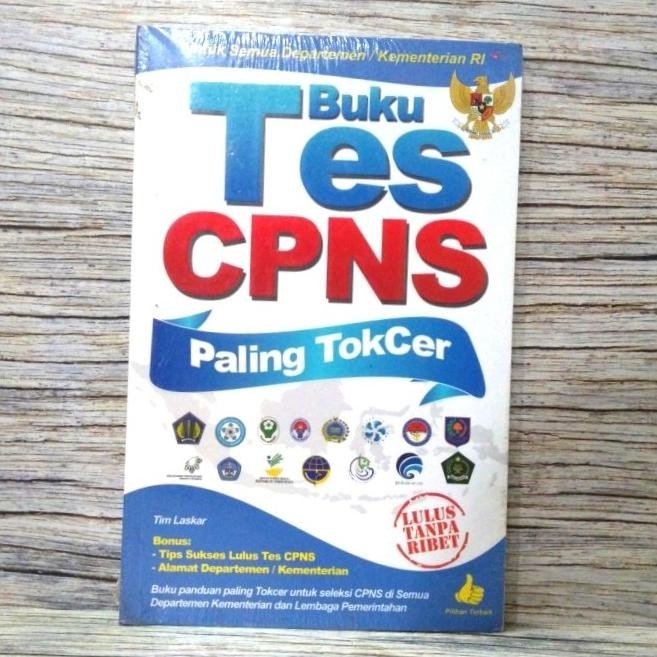 Untuk Semua Departemen / Kementerian RI
Buku
Tes
CPNS
Paling TokCer
Tim Laskar
Bonus:
- Tips Sukses Lulus Tes CPNS
- Alamat Departemen / Kementerian
LULUS
TANPA
RIBET
Buku panduan paling Tokcer untuk seleksi CPNS di Semua
Departemen Kementerian dan Lembaga Pemerintahan
Pilihan Terbaik